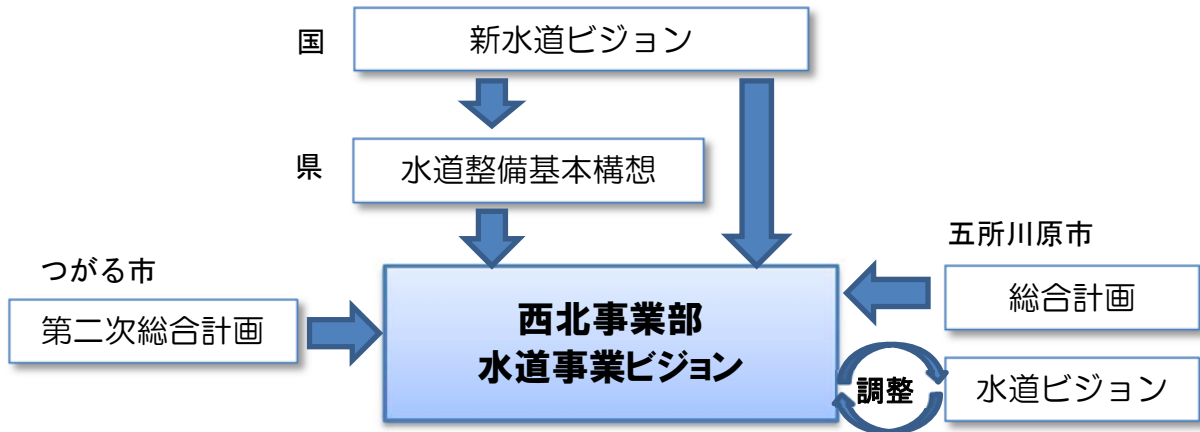 国
新水道ビジョン
県
水道整備基本構想
つがる市
第二次総合計画
西北事業部
水道事業ビジョン
五所川原市
総合計画
調整
水道ビジョン